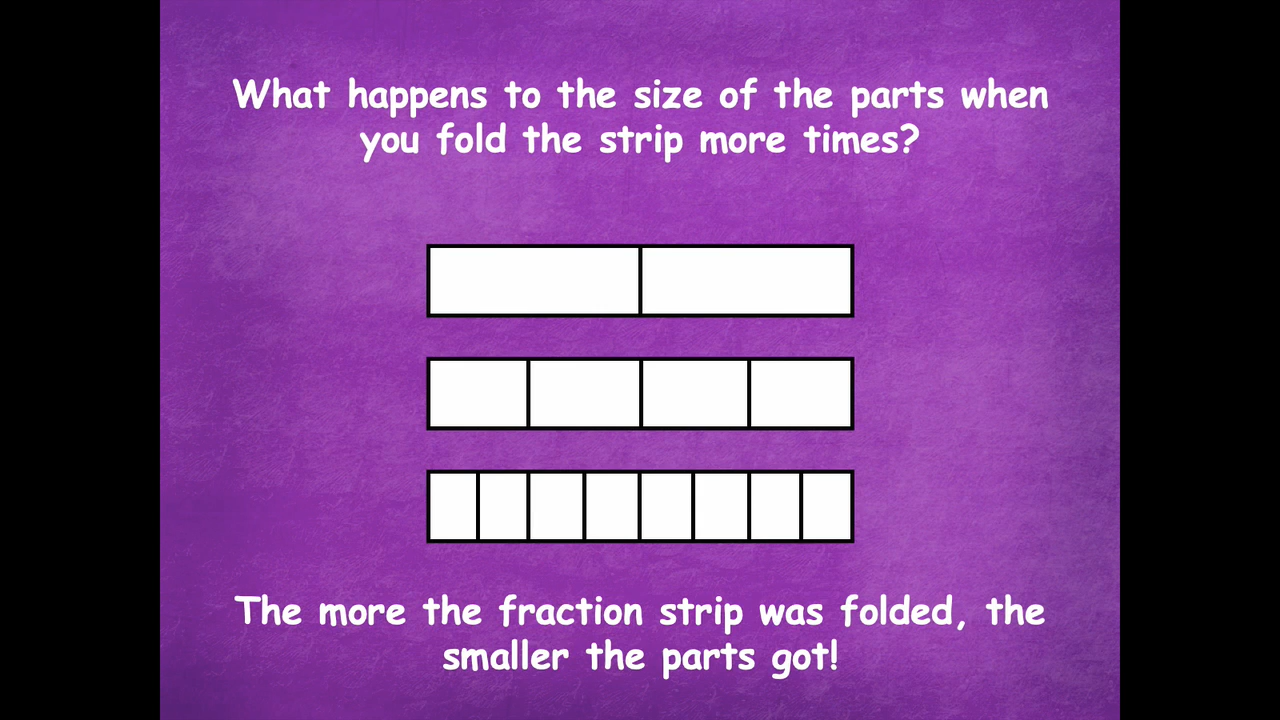 What happens to the size of the parts when
you fold the strip more times?
The more the fraction strip was folded, the
smaller the parts got!